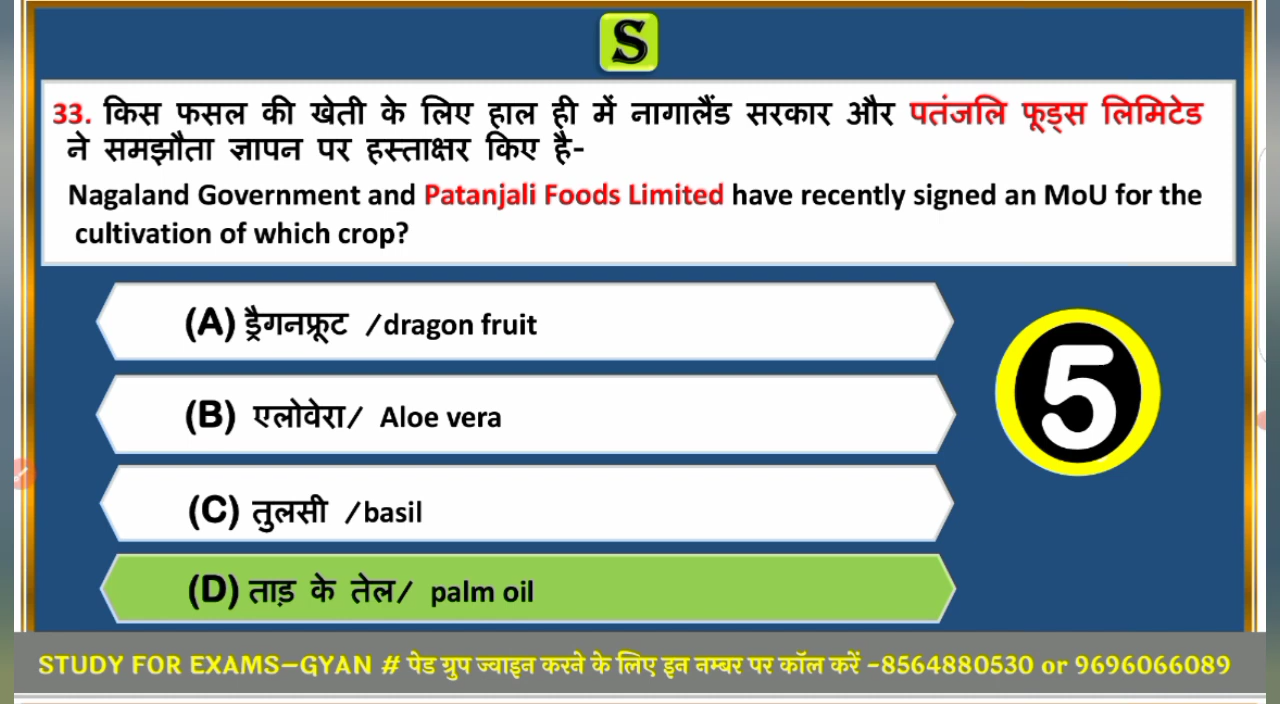 S
33. किस फसल की खेती के लिए हाल ही में नागालैंड सरकार और पतंजलि फूड्स लिमिटेड
ने समझौता ज्ञापन पर हस्ताक्षर किए है-
Nagaland Government and Patanjali Foods Limited have recently signed an MoU for the
cultivation of which crop?
(A) ड्रैगनफ्रूट /dragon fruit
(B) एलोवेरा/ Aloe vera
5
(C) तुलसी /basil
(D) ताड़ के तेल/ palm oil
STUDY FOR EXAMS–GYAN # पेड ग्रुप ज्वाइन करने के लिए इन नम्बर पर कॉल करें -8564880530 or 9696066089